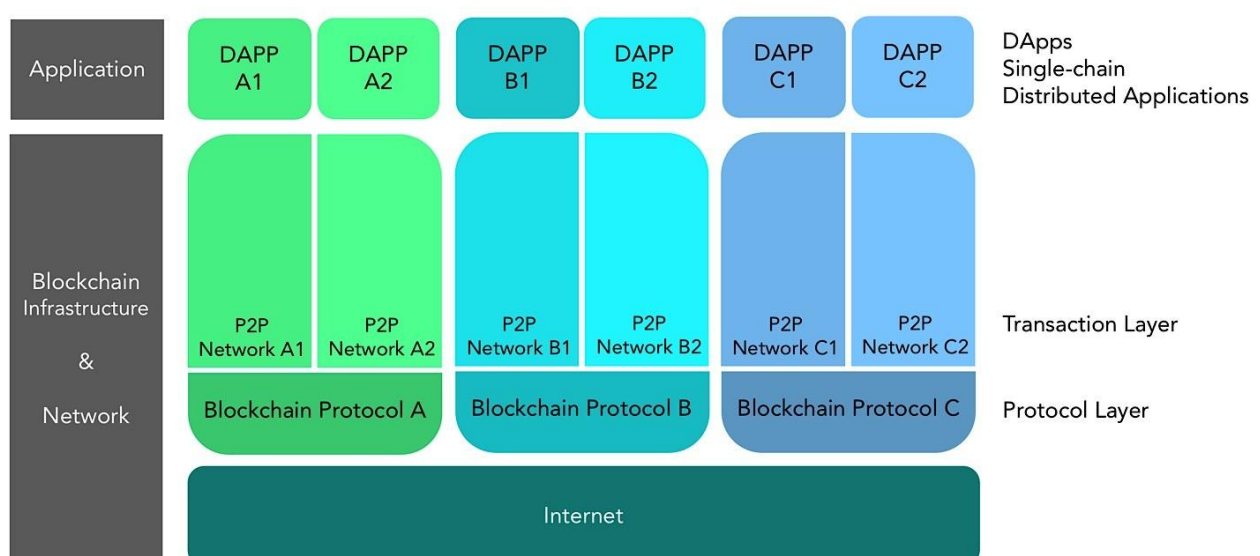 Application
DAPP
A1
DAPP
A2
DAPP
B1
DAPP
B2
DAPP
C1
DAPP
C2
DApps
Single-chain
Distributed Applications
Blockchain
Infrastructure
&
Network
P2P
Network A1
P2P
Network A2
P2P
Network B1
P2P
Network B2
P2P
Network C1
P2P
Network C2
Transaction Layer
Blockchain Protocol A
Blockchain Protocol B
Blockchain Protocol C
Protocol Layer
Internet